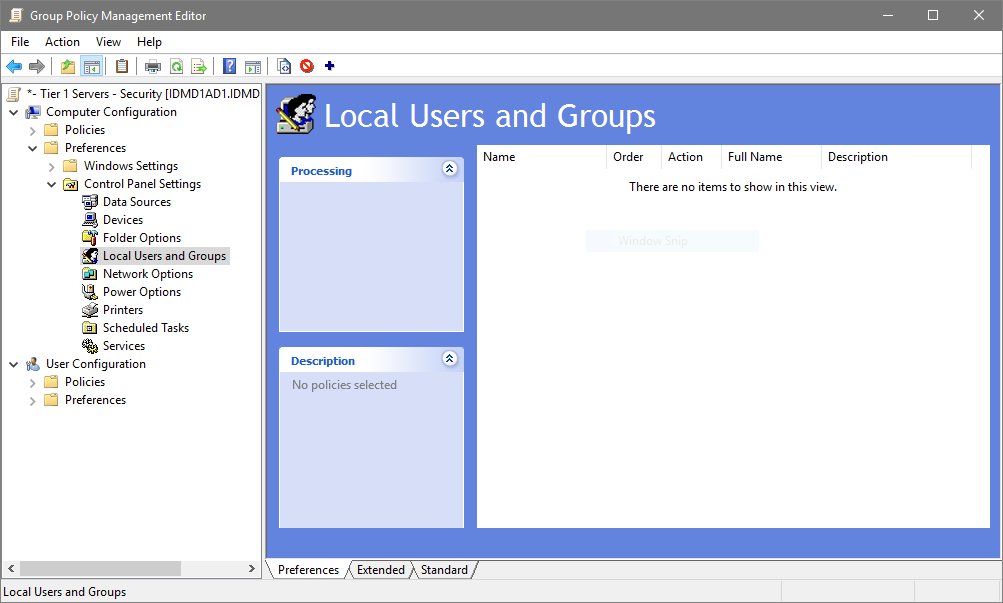 Group Policy Management Editor
File Action View Help
*- Tier 1 Servers - Security [IDMD1AD1.IDMD
Computer Configuration
Policies
Preferences
Windows Settings
Control Panel Settings
Data Sources
Devices
Folder Options
Local Users and Groups
Network Options
Power Options
Printers
Scheduled Tasks
Services
User Configuration
Policies
Preferences
Local Users and Groups
Processing
Description
No policies selected
Name Order Action Full Name Description
There are no items to show in this view.
Window Snip
Preferences Extended Standard
Local Users and Groups